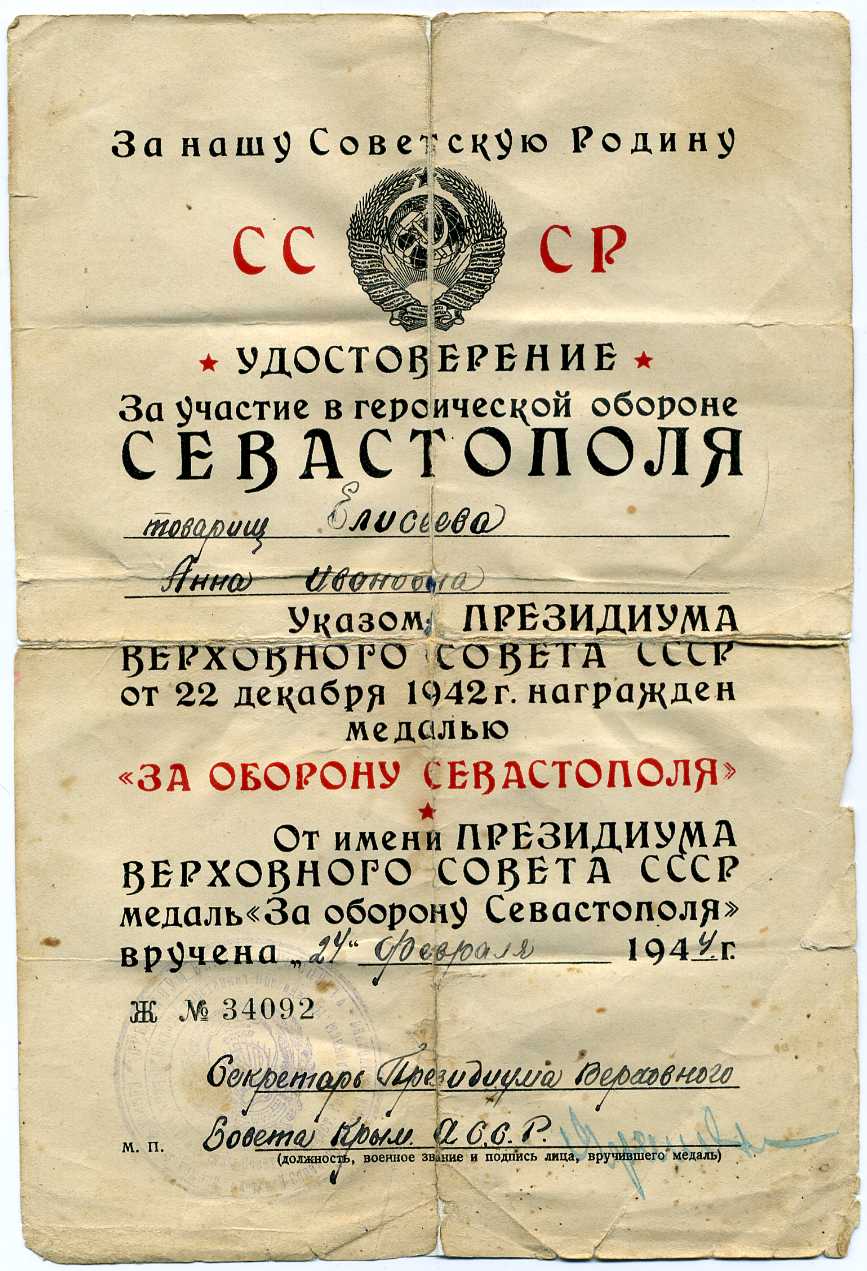 За нашу Советскую Родину
СС СР
УДОСТОВЕРЕНИЕ
За участие в героической обороне
СЕВАСТОПОЛЯ
товарищ Елисеева
Анна Ивановна
Указом ПРЕЗИДИУМА
ВЕРХОВНОГО СОВЕТА СССР
от 22 декабря 1942 г. награжден
медалью
«ЗА ОБОРОНУ СЕВАСТОПОЛЯ»
От имени ПРЕЗИДИУМА
ВЕРХОВНОГО СОВЕТА СССР
медаль «За оборону Севастополя»
вручена „24“ февраля 1944 г.
Ж № 34092
Секретарь Президиума Верховного
М. П. Совета Крым. А.С.С.Р.
(должность, военное звание и подпись лица, вручившего медаль)